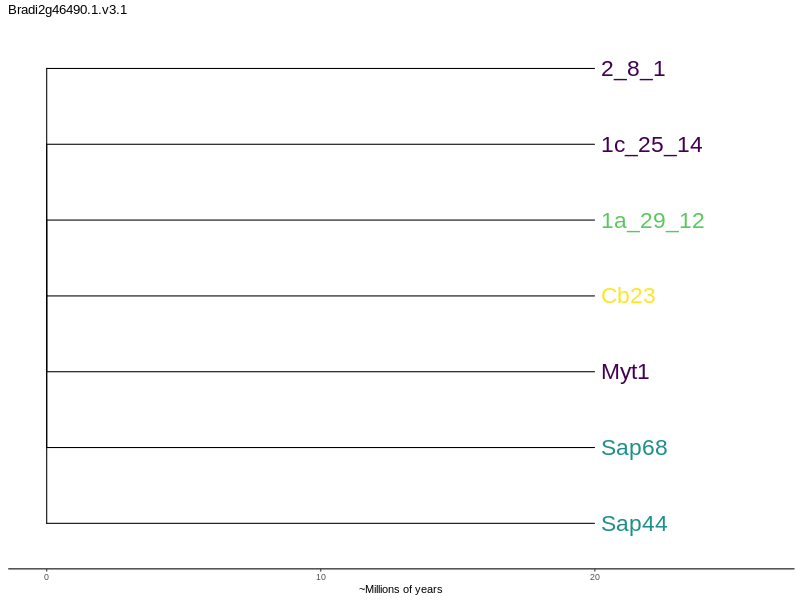 Bradi2g46490.1.v3.1
2_8_1
1c_25_14
1a_29_12
Cb23
Myt1
Sap68
Sap44
0 10 20
~Millions of years